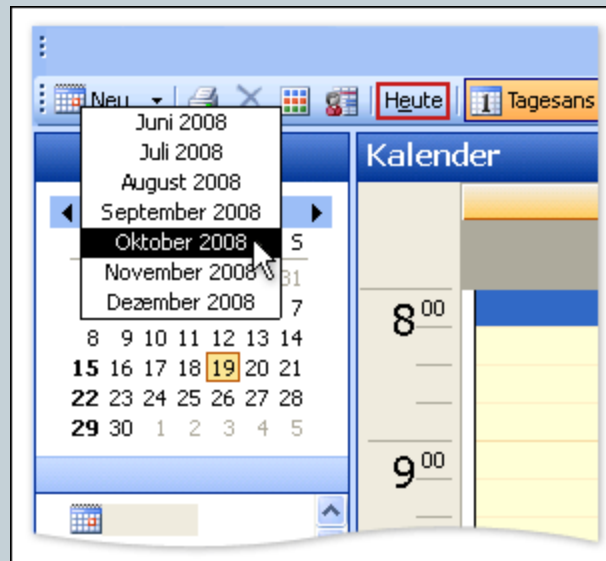 Neu Heute 1 Tagesans
Juni 2008
Juli 2008
August 2008
September 2008
Oktober 2008
November 2008
Dezember 2008
Kalender
S
31
7
8 9 10 11 12 13 14
15 16 17 18 19 20 21
22 23 24 25 26 27 28
29 30 1 2 3 4 5
8 00
9 00